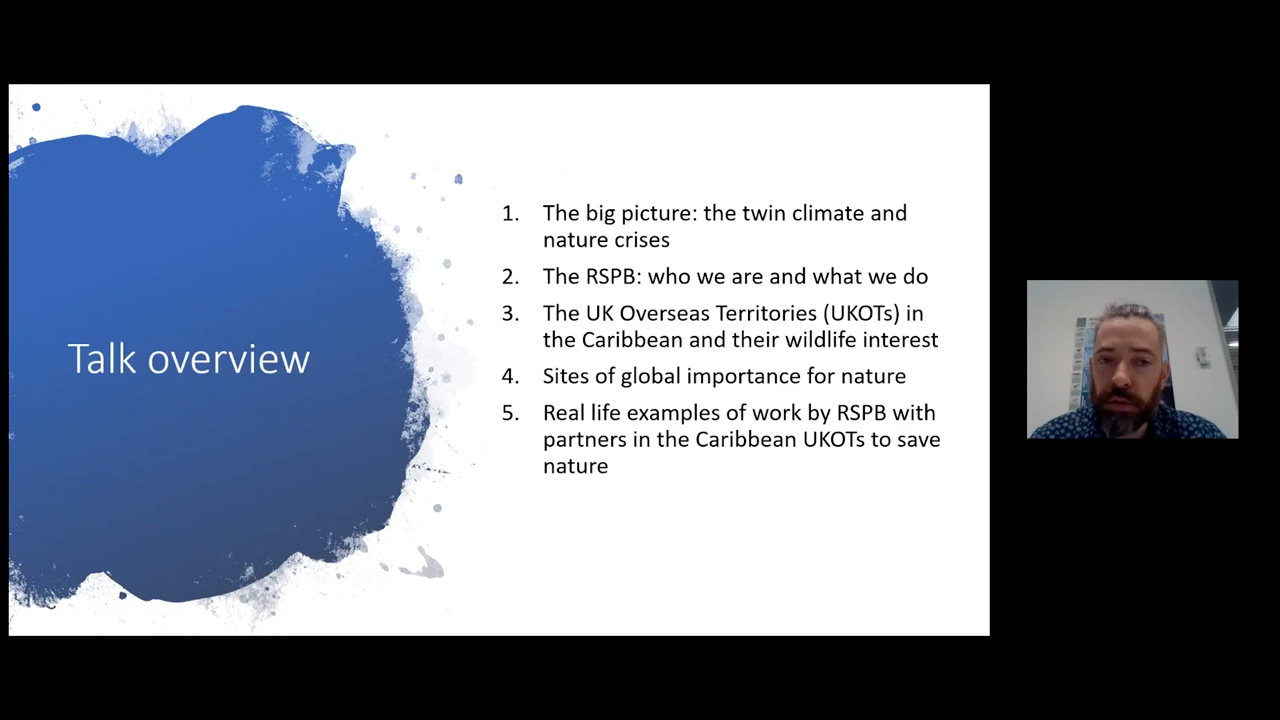 Talk overview
1. The big picture: the twin climate and
nature crises
2. The RSPB: who we are and what we do
3. The UK Overseas Territories (UKOTs) in
the Caribbean and their wildlife interest
4. Sites of global importance for nature
5. Real life examples of work by RSPB with
partners in the Caribbean UKOTs to save
nature